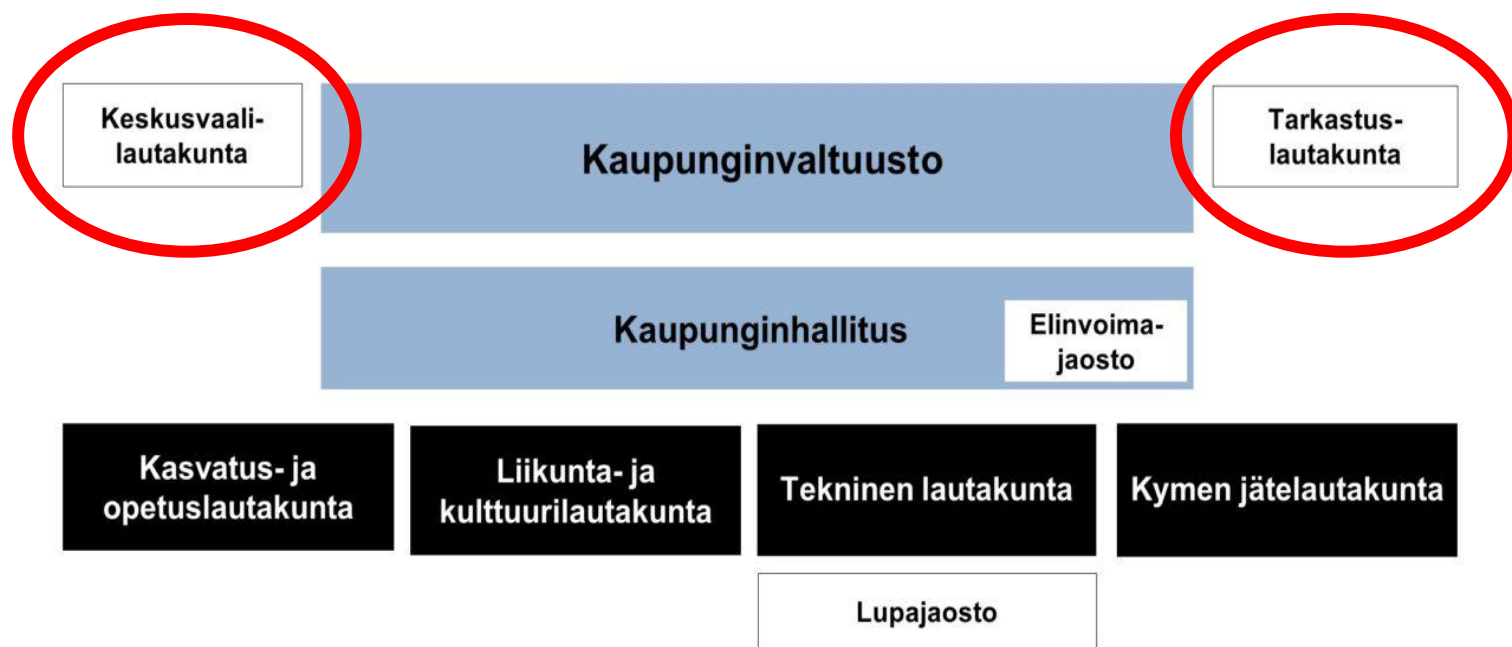 Keskusvaali-
lautakunta
Kaupunginvaltuusto
Tarkastus-
lautakunta
Kaupunginhallitus
Elinvoima-
jaosto
Kasvatus- ja
opetuslautakunta
Liikunta- ja
kulttuurilautakunta
Tekninen lautakunta
Kymen jätelautakunta
Lupajaosto